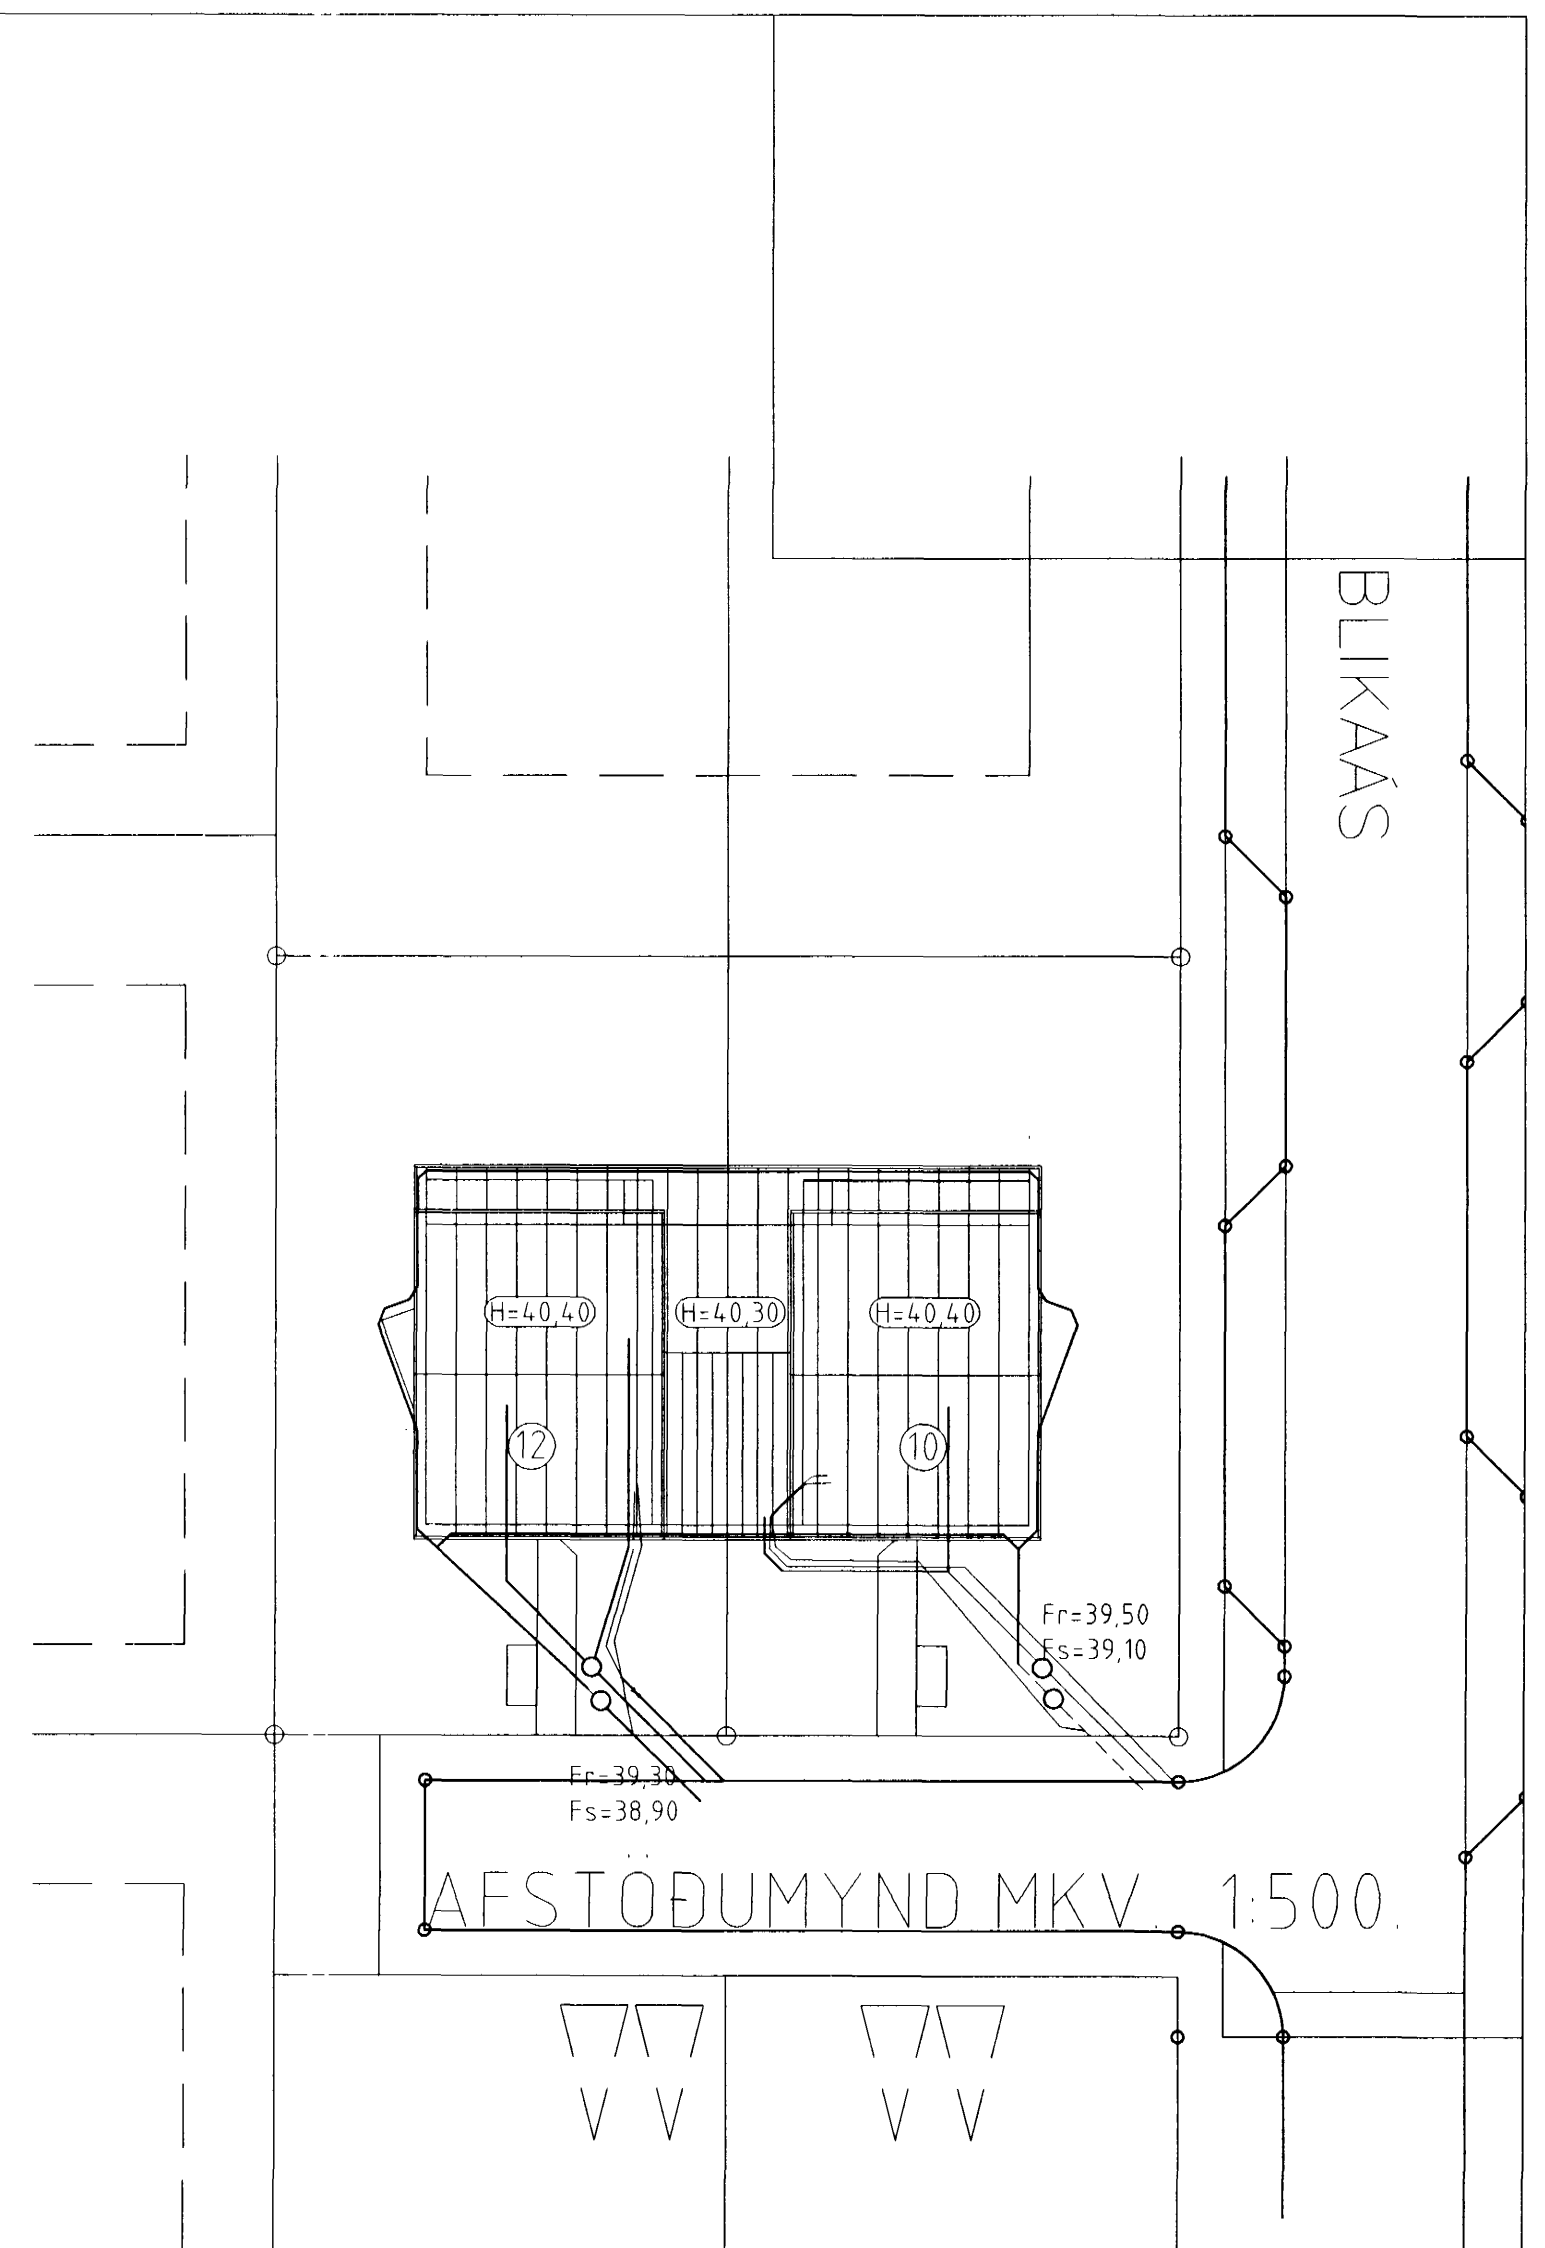 BLIKAÁS
H=40,40
H=40,30
H=40,40
12
10
Fr=39,50
Fs=39,10
Fr=39,30
Fs=38,90
AFSTÖÐUMYND MKV. 1:500.
V V V V